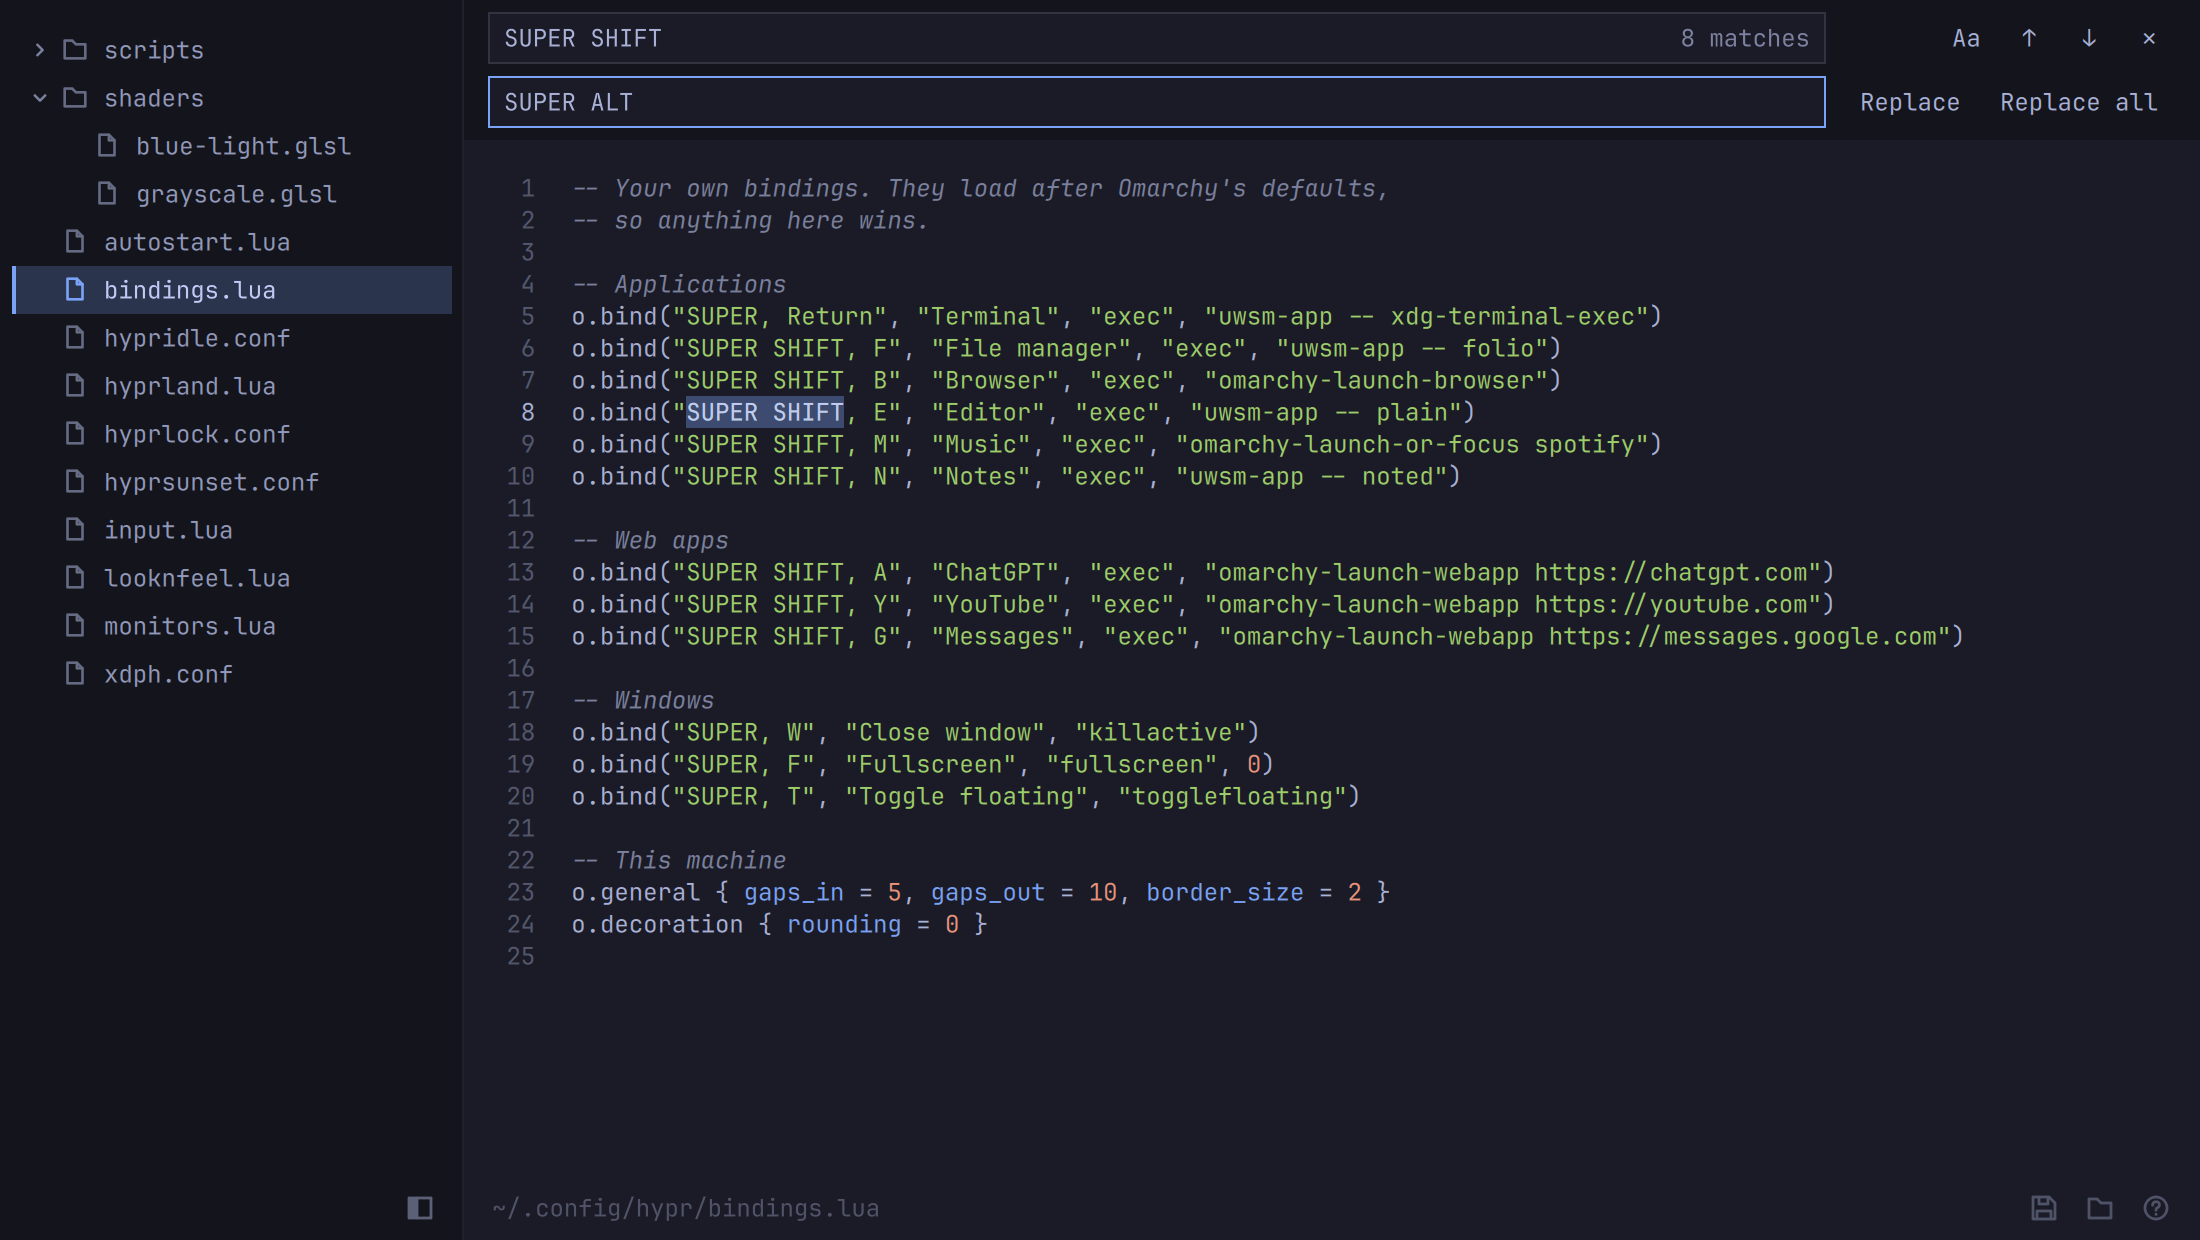 scripts
shaders
blue-light.glsl
grayscale.glsl
autostart.lua
bindings.lua
hypridle.conf
hyprland.lua
hyprlock.conf
hyprsunset.conf
input.lua
looknfeel.lua
monitors.lua
xdph.conf
SUPER SHIFT 8 matches Aa ↑ ↓ ×
SUPER ALT Replace Replace all
1 -- Your own bindings. They load after Omarchy's defaults,
2 -- so anything here wins.
3
4 -- Applications
5 o.bind("SUPER, Return", "Terminal", "exec", "uwsm-app -- xdg-terminal-exec")
6 o.bind("SUPER SHIFT, F", "File manager", "exec", "uwsm-app -- folio")
7 o.bind("SUPER SHIFT, B", "Browser", "exec", "omarchy-launch-browser")
8 o.bind("SUPER SHIFT, E", "Editor", "exec", "uwsm-app -- plain")
9 o.bind("SUPER SHIFT, M", "Music", "exec", "omarchy-launch-or-focus spotify")
10 o.bind("SUPER SHIFT, N", "Notes", "exec", "uwsm-app -- noted")
11
12 -- Web apps
13 o.bind("SUPER SHIFT, A", "ChatGPT", "exec", "omarchy-launch-webapp https://chatgpt.com")
14 o.bind("SUPER SHIFT, Y", "YouTube", "exec", "omarchy-launch-webapp https://youtube.com")
15 o.bind("SUPER SHIFT, G", "Messages", "exec", "omarchy-launch-webapp https://messages.google.com")
16
17 -- Windows
18 o.bind("SUPER, W", "Close window", "killactive")
19 o.bind("SUPER, F", "Fullscreen", "fullscreen", 0)
20 o.bind("SUPER, T", "Toggle floating", "togglefloating")
21
22 -- This machine
23 o.general { gaps_in = 5, gaps_out = 10, border_size = 2 }
24 o.decoration { rounding = 0 }
25
~/.config/hypr/bindings.lua